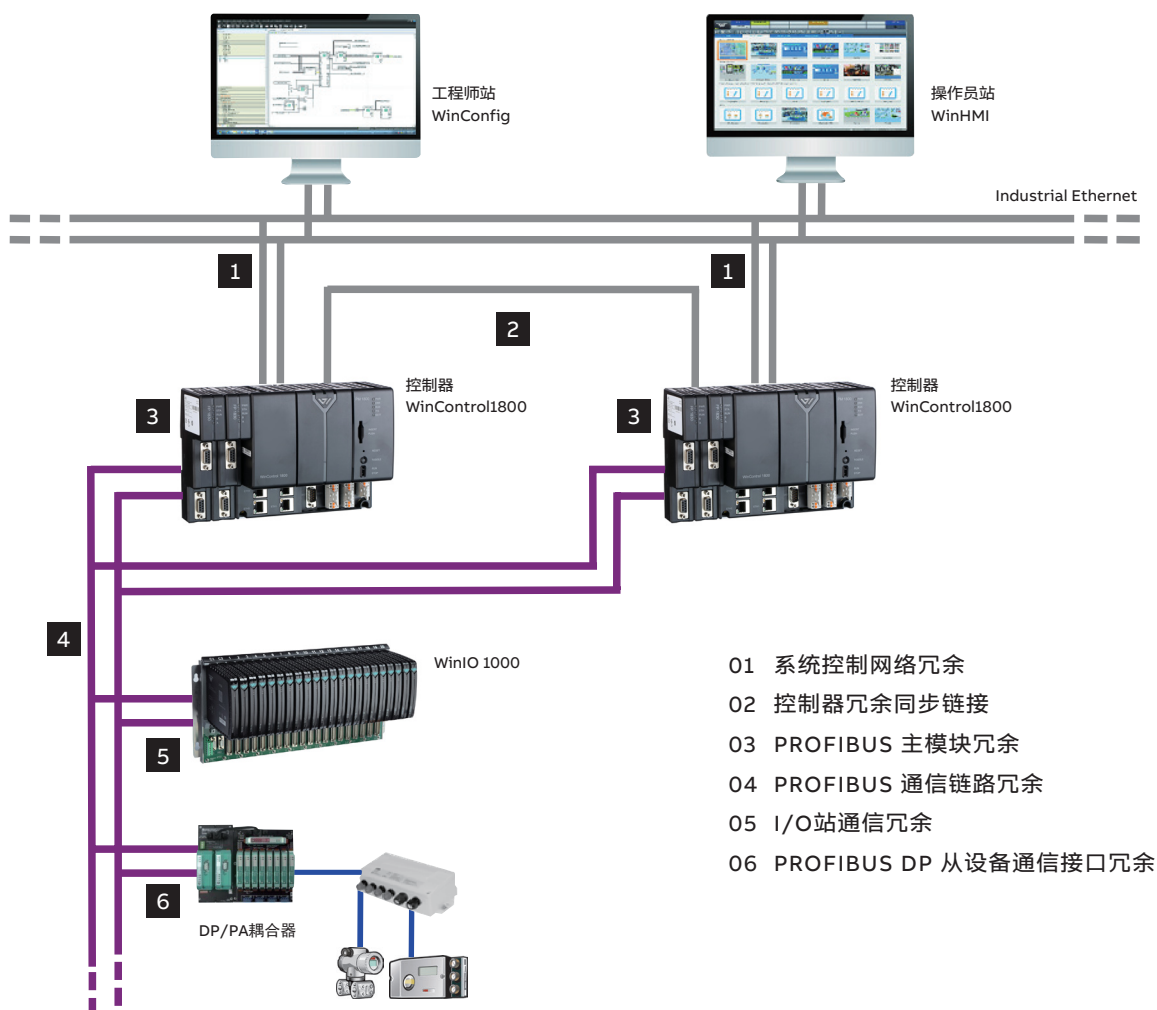 工程师站
WinConfig
操作员站
WinHMI
Industrial Ethernet
1
1
2
控制器
WinControl1800
控制器
WinControl1800
3
3
4
WinIO 1000
5
6
DP/PA耦合器
01 系统控制网络冗余
02 控制器冗余同步链接
03 PROFIBUS 主模块冗余
04 PROFIBUS 通信链路冗余
05 I/O站通信冗余
06 PROFIBUS DP 从设备通信接口冗余